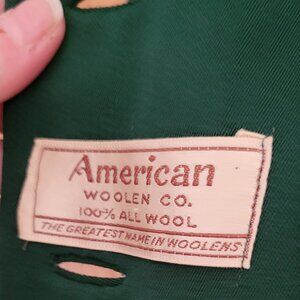 American
WOOLEN CO.
100% ALL WOOL
THE GREATEST NAME IN WOOLENS